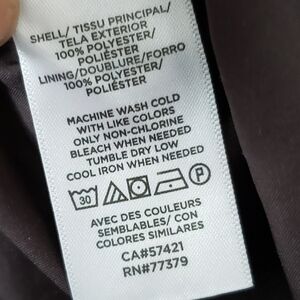 SHELL/ TISSU PRINCIPAL/
TELA EXTERIOR
100% POLYESTER/
POLIÉSTER
LINING/DOUBLURE/FORRO
100% POLYESTER/
POLIÉSTER
MACHINE WASH COLD
WITH LIKE COLORS
ONLY NON-CHLORINE
BLEACH WHEN NEEDED
TUMBLE DRY LOW
COOL IRON WHEN NEEDED
30 P
AVEC DES COULEURS
SEMBLABLES/ CON
COLORES SIMILARES
CA#57421
RN#77379